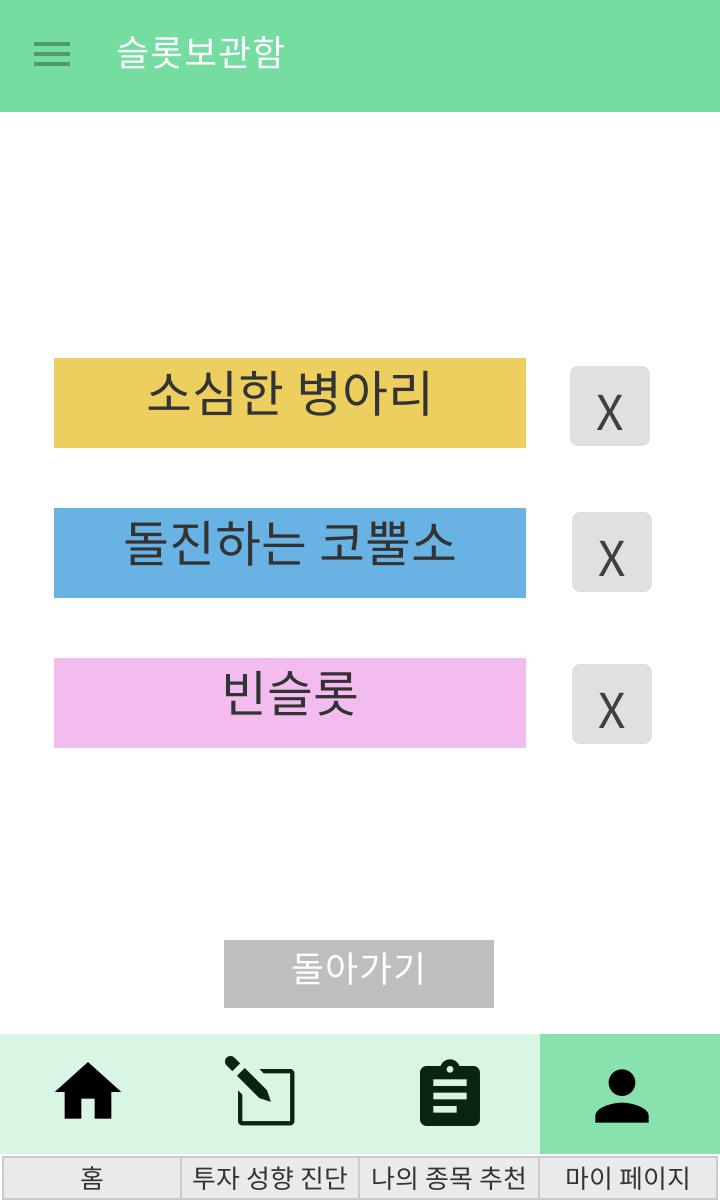 슬롯보관함
소심한 병아리
X
돌진하는 코뿔소
X
빈슬롯
X
돌아가기
홈
투자 성향 진단
나의 종목 추천
마이 페이지